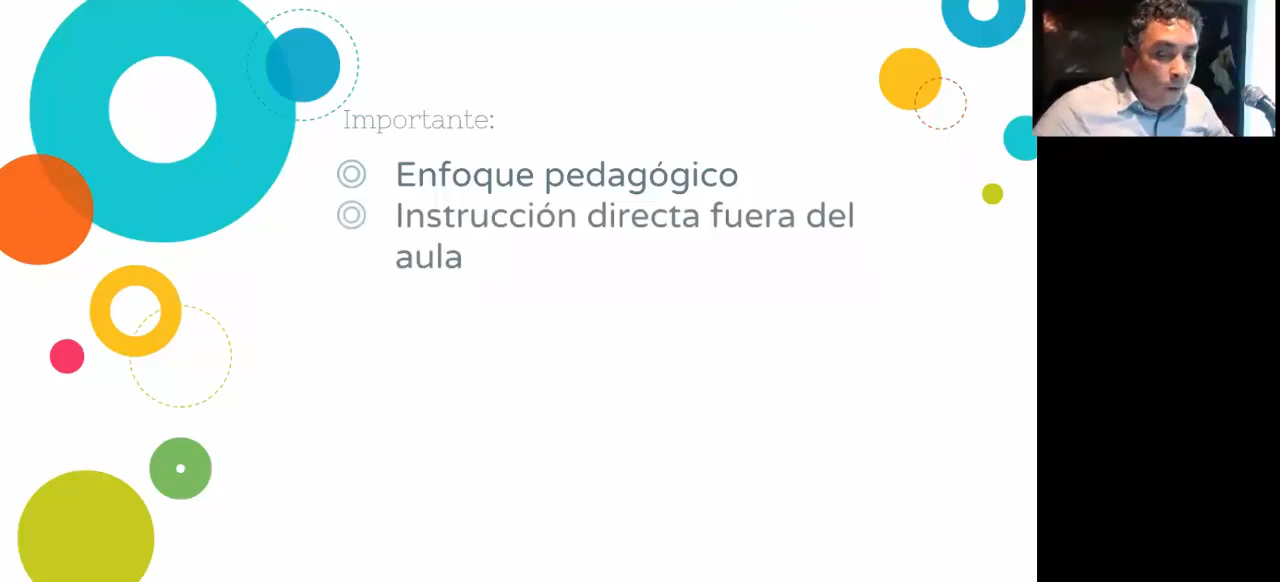 Importante:
Enfoque pedagógico
Instrucción directa fuera del
aula